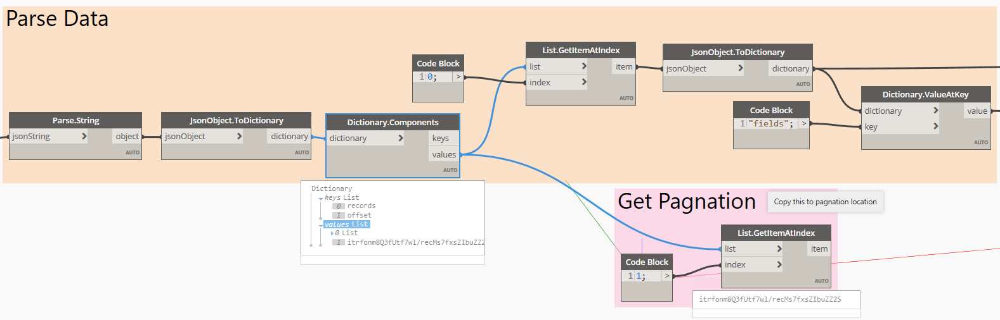 Parse Data
Parse.String
jsonString > object
AUTO
JsonObject.ToDictionary
jsonObject > dictionary
AUTO
Dictionary.Components
dictionary > keys
values
AUTO
Dictionary
keys List
0 records
1 offset
values List
0 List
1 itrfonm8Q3fUtf7wl/recMs7fxsZIbuZZ2
Code Block
1 0; >
List.GetItemAtIndex
list > item
index >
AUTO
JsonObject.ToDictionary
jsonObject > dictionary
AUTO
Code Block
1 "fields"; >
Dictionary.ValueAtKey
dictionary > value
key >
AUTO
Get Pagnation
Copy this to pagnation location
Code Block
1 1; >
List.GetItemAtIndex
list > item
index >
AUTO
itrfonm8Q3fUtf7wl/recMs7fxsZIbuZZ2S